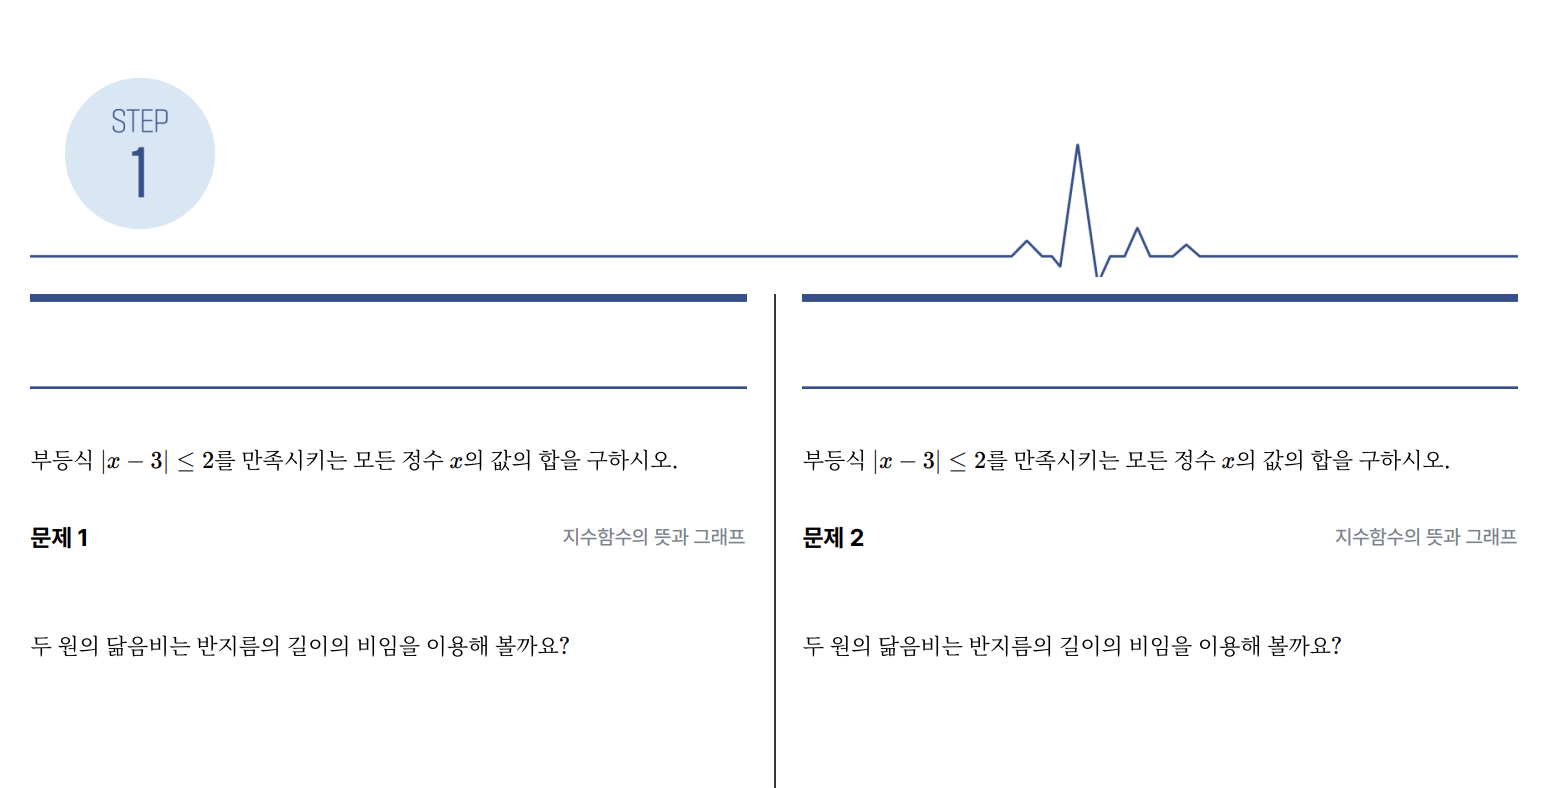 STEP
1
부등식 |x − 3| ≤ 2를 만족시키는 모든 정수 x의 값의 합을 구하시오.
문제 1
지수함수의 뜻과 그래프
두 원의 닮음비는 반지름의 길이의 비임을 이용해 볼까요?
부등식 |x − 3| ≤ 2를 만족시키는 모든 정수 x의 값의 합을 구하시오.
문제 2
지수함수의 뜻과 그래프
두 원의 닮음비는 반지름의 길이의 비임을 이용해 볼까요?